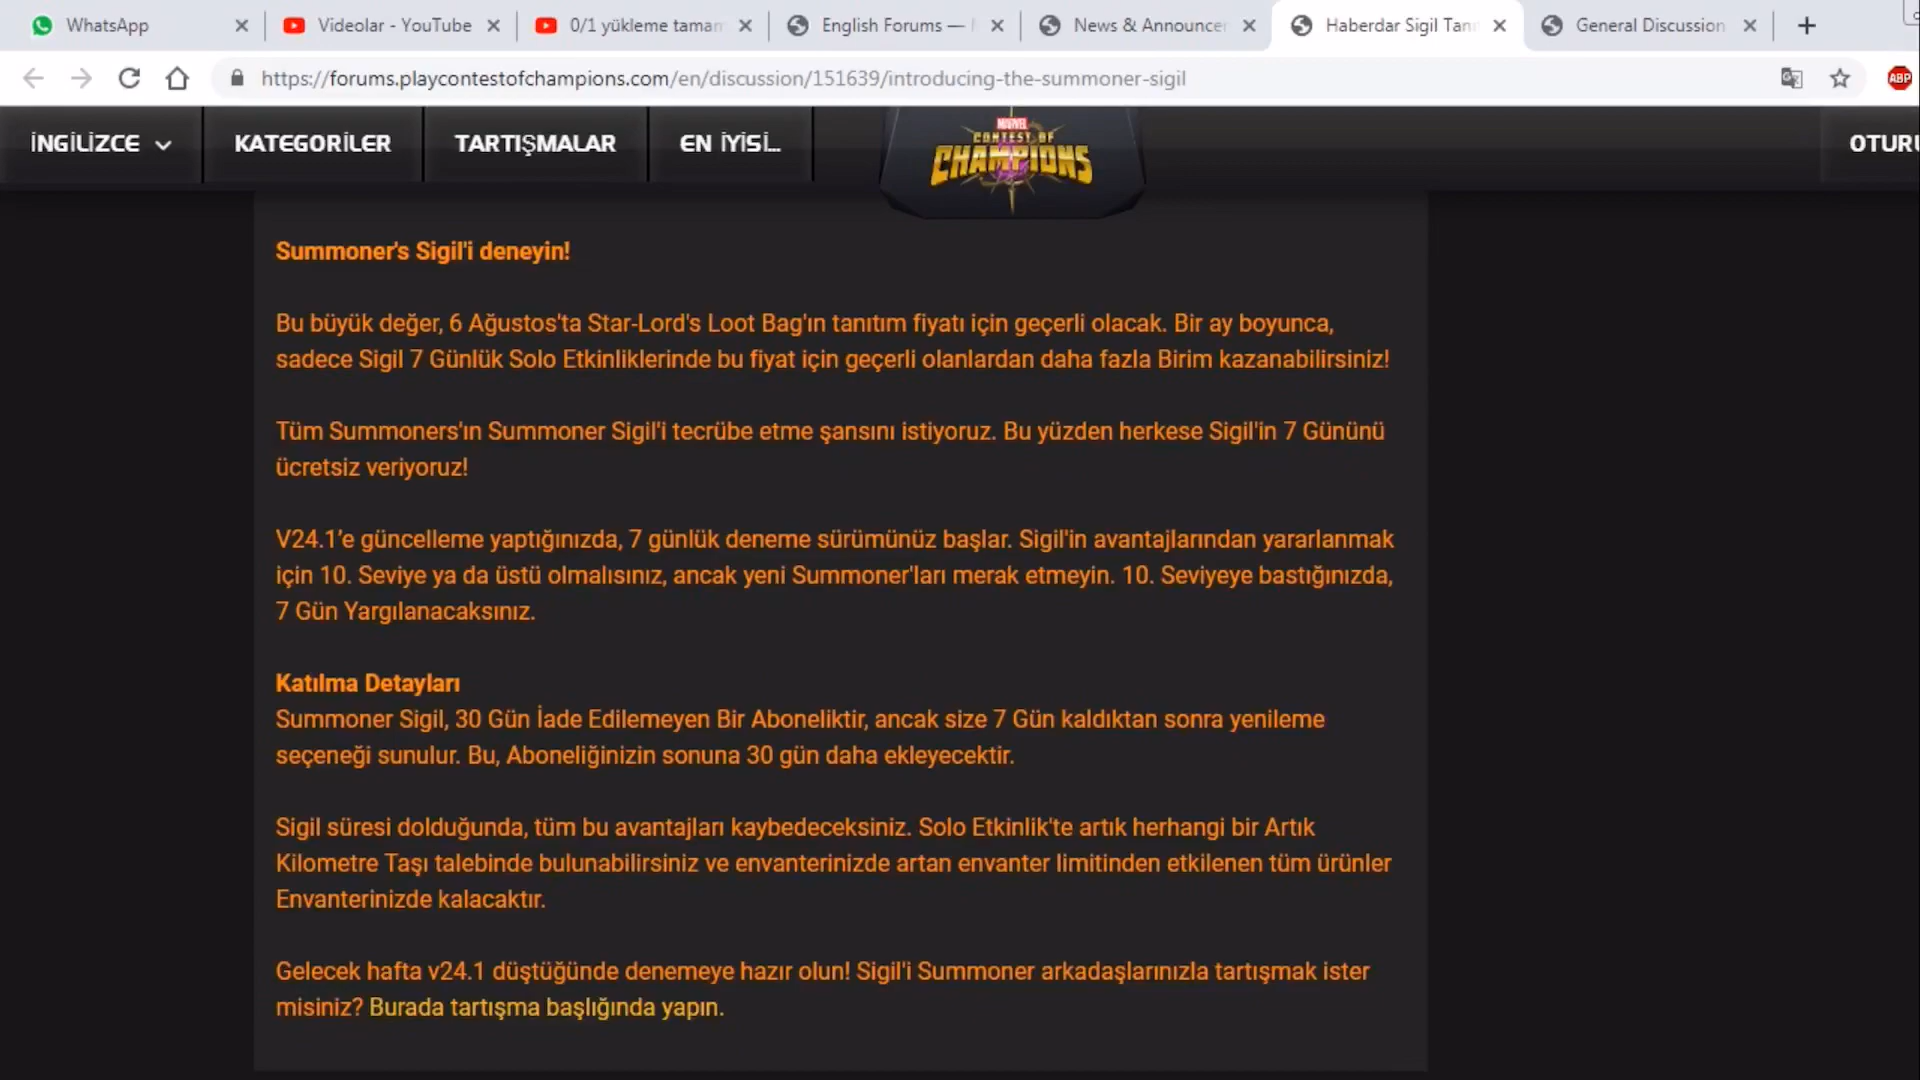 WhatsApp
Videolar - YouTube
0/1 yükleme tamam
English Forums —
News & Announcer
Haberdar Sigil Tanı
General Discussion
https://forums.playcontestofchampions.com/en/discussion/151639/introducing-the-summoner-sigil
ABP
İNGİLİZCE
KATEGORİLER
TARTIŞMALAR
EN İYİSİ...
MARVEL
CONTEST OF
CHAMPIONS
OTURU
Summoner's Sigil'i deneyin!
Bu büyük değer, 6 Ağustos'ta Star-Lord's Loot Bag'ın tanıtım fiyatı için geçerli olacak. Bir ay boyunca,
sadece Sigil 7 Günlük Solo Etkinliklerinde bu fiyat için geçerli olanlardan daha fazla Birim kazanabilirsiniz!
Tüm Summoners'ın Summoner Sigil'i tecrübe etme şansını istiyoruz. Bu yüzden herkese Sigil'in 7 Gününü
ücretsiz veriyoruz!
V24.1'e güncelleme yaptığınızda, 7 günlük deneme sürümünüz başlar. Sigil'in avantajlarından yararlanmak
için 10. Seviye ya da üstü olmalısınız, ancak yeni Summoner'ları merak etmeyin. 10. Seviyeye bastığınızda,
7 Gün Yargılanacaksınız.
Katılma Detayları
Summoner Sigil, 30 Gün İade Edilemeyen Bir Aboneliktir, ancak size 7 Gün kaldıktan sonra yenileme
seçeneği sunulur. Bu, Aboneliğinizin sonuna 30 gün daha ekleyecektir.
Sigil süresi dolduğunda, tüm bu avantajları kaybedeceksiniz. Solo Etkinlik'te artık herhangi bir Artık
Kilometre Taşı talebinde bulunabilirsiniz ve envanterinizde artan envanter limitinden etkilenen tüm ürünler
Envanterinizde kalacaktır.
Gelecek hafta v24.1 düştüğünde denemeye hazır olun! Sigil'i Summoner arkadaşlarınızla tartışmak ister
misiniz? Burada tartışma başlığında yapın.